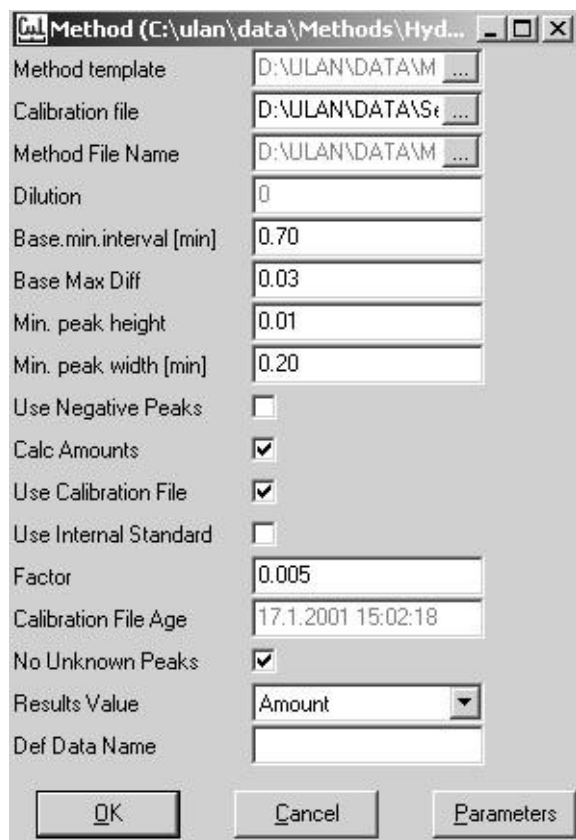 Method (C:\ulan\data\Methods\Hyd...
Method template D:\ULAN\DATA\M ...
Calibration file D:\ULAN\DATA\Se ...
Method File Name D:\ULAN\DATA\M ...
Dilution 0
Base.min.interval [min] 0.70
Base Max Diff 0.03
Min. peak height 0.01
Min. peak width [min] 0.20
Use Negative Peaks
Calc Amounts
Use Calibration File
Use Internal Standard
Factor 0.005
Calibration File Age 17.1.2001 15:02:18
No Unknown Peaks
Results Value Amount
Def Data Name
OK Cancel Parameters